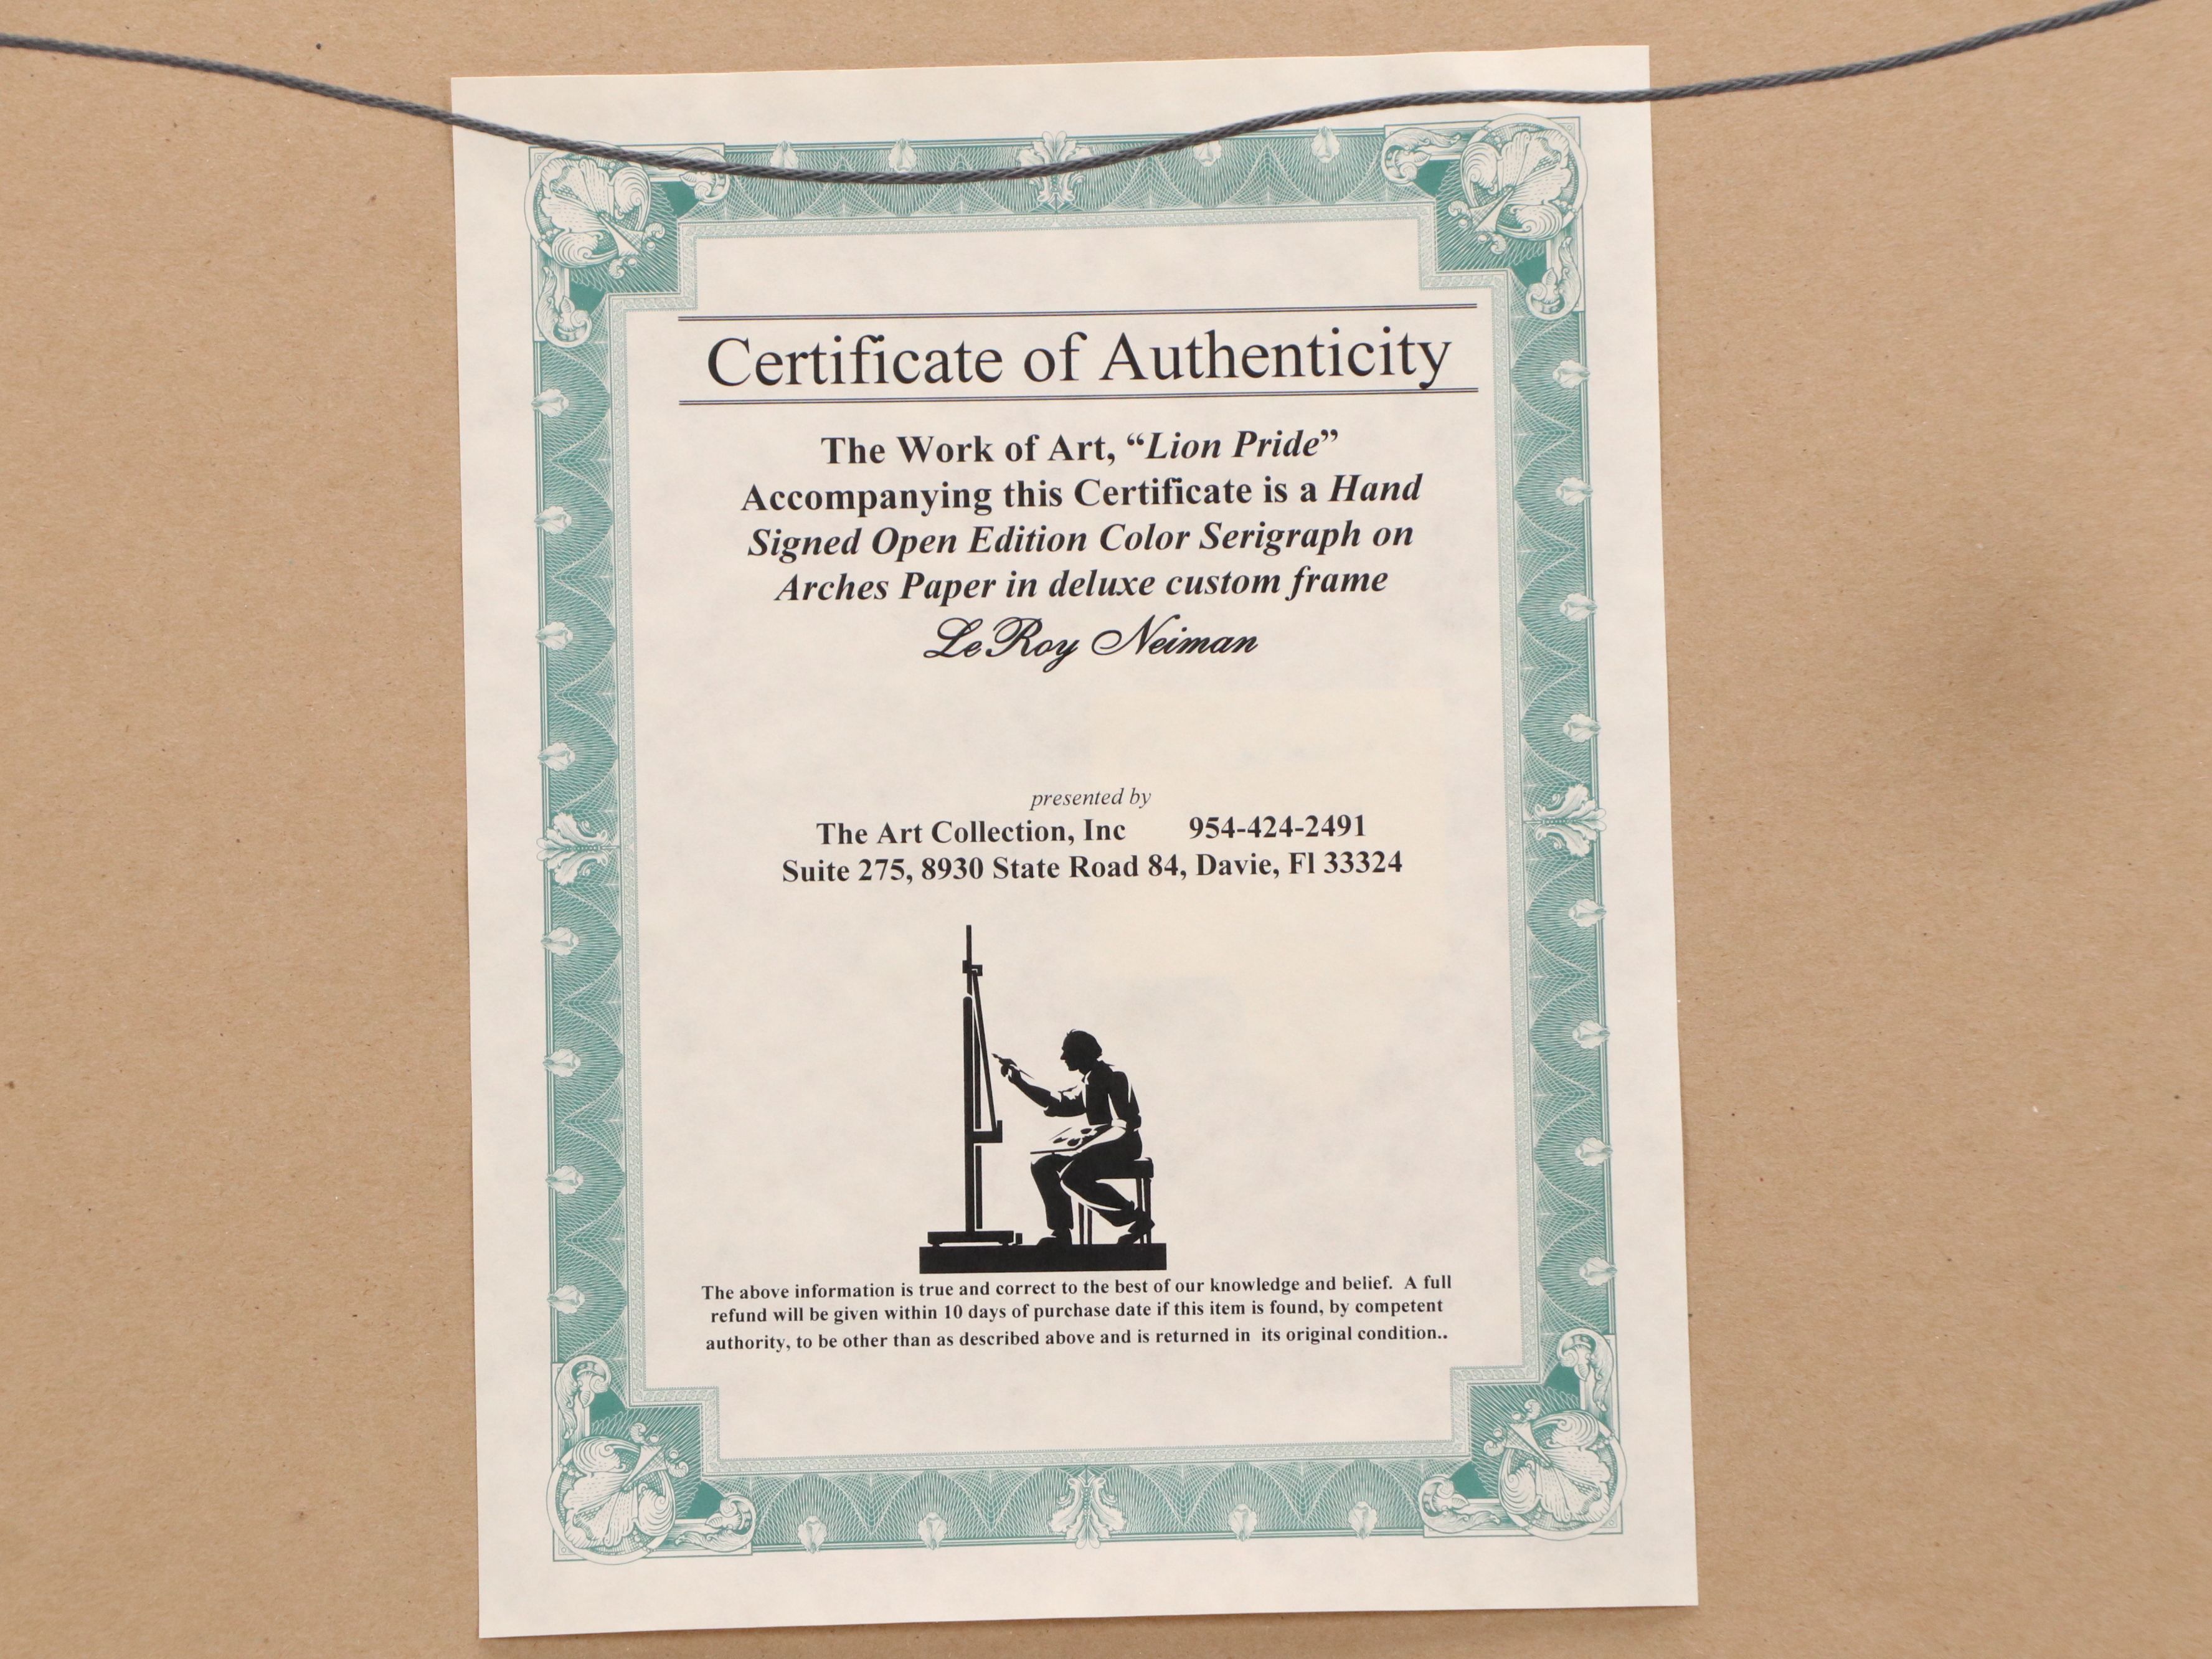 Certificate of Authenticity
The Work of Art, “Lion Pride”
Accompanying this Certificate is a Hand
Signed Open Edition Color Serigraph on
Arches Paper in deluxe custom frame
LeRoy Neiman
presented by
The Art Collection, Inc 954-424-2491
Suite 275, 8930 State Road 84, Davie, Fl 33324
The above information is true and correct to the best of our knowledge and belief. A full
refund will be given within 10 days of purchase date if this item is found, by competent
authority, to be other than as described above and is returned in its original condition..